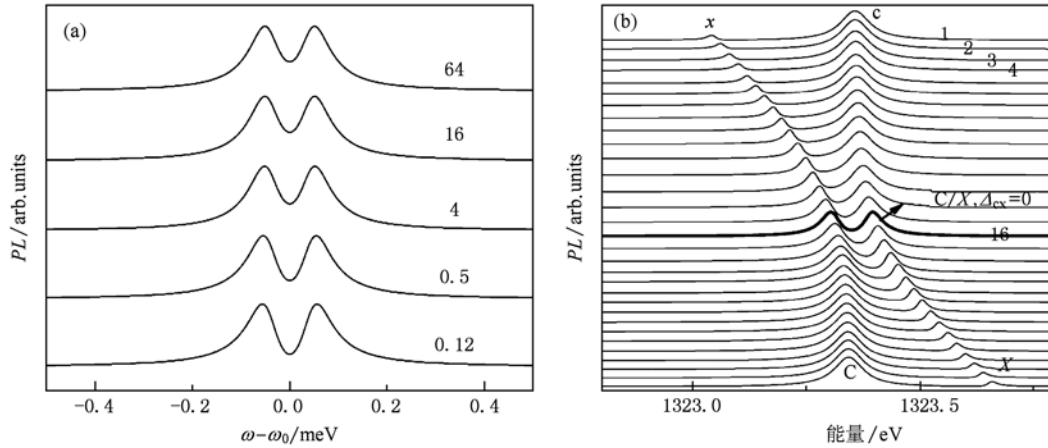 (a)
64
16
4
0.5
0.12
PL/arb.units
-0.4
-0.2
0.0
0.2
0.4
ω-ω₀/meV
(b)
x
c
1
2
3
4
C/X, Δcx=0
16
X
C
PL/arb.units
1323.0
1323.5
能量/eV